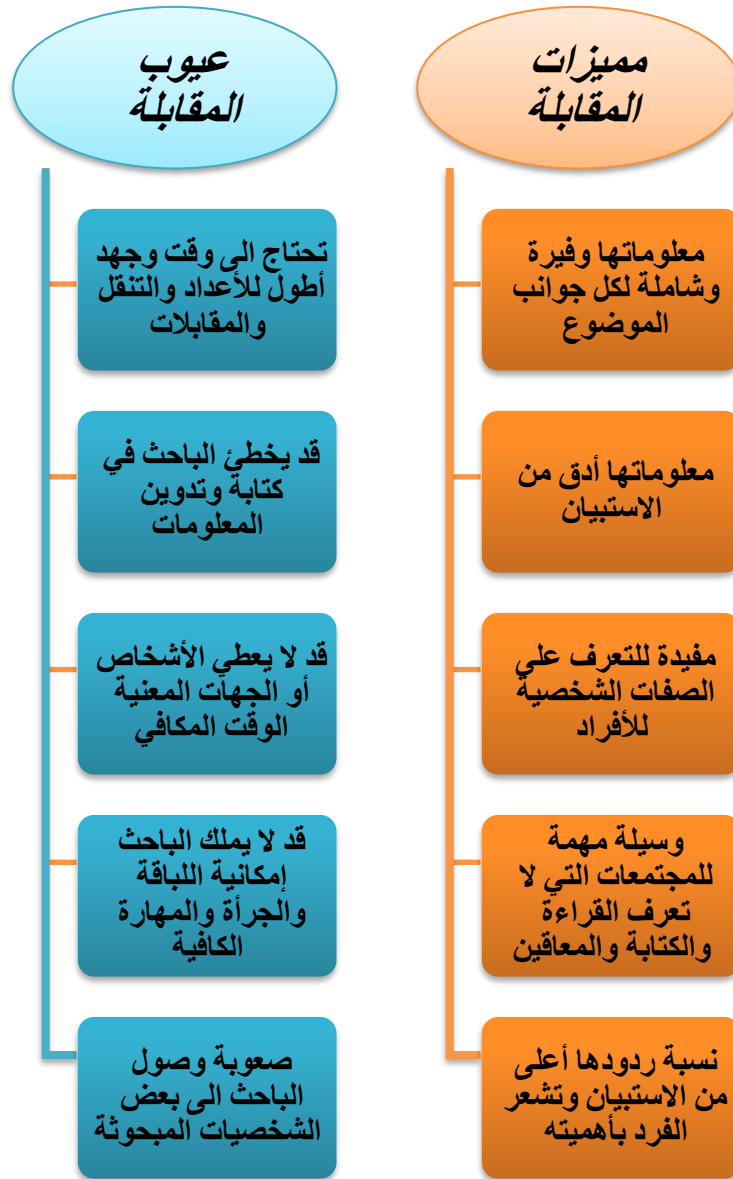 مميزات
المقابلة
معلوماتها وفيرة
وشاملة لكل جوانب
الموضوع
معلوماتها أدق من
الاستبيان
مفيدة للتعرف على
الصفات الشخصية
للأفراد
وسيلة مهمة
للمجتمعات التي لا
تعرف القراءة
والكتابة والمعاقين
نسبة ردودها أعلى
من الاستبيان وتشعر
الفرد بأهميته
عيوب
المقابلة
تحتاج الى وقت وجهد
أطول للأعداد والتنقل
والمقابلات
قد يخطئ الباحث في
كتابة وتدوين
المعلومات
قد لا يعطي الأشخاص
أو الجهات المعنية
الوقت المكافي
قد لا يملك الباحث
إمكانية اللباقة
والجرأة والمهارة
الكافية
صعوبة وصول
الباحث الى بعض
الشخصيات المبحوثة